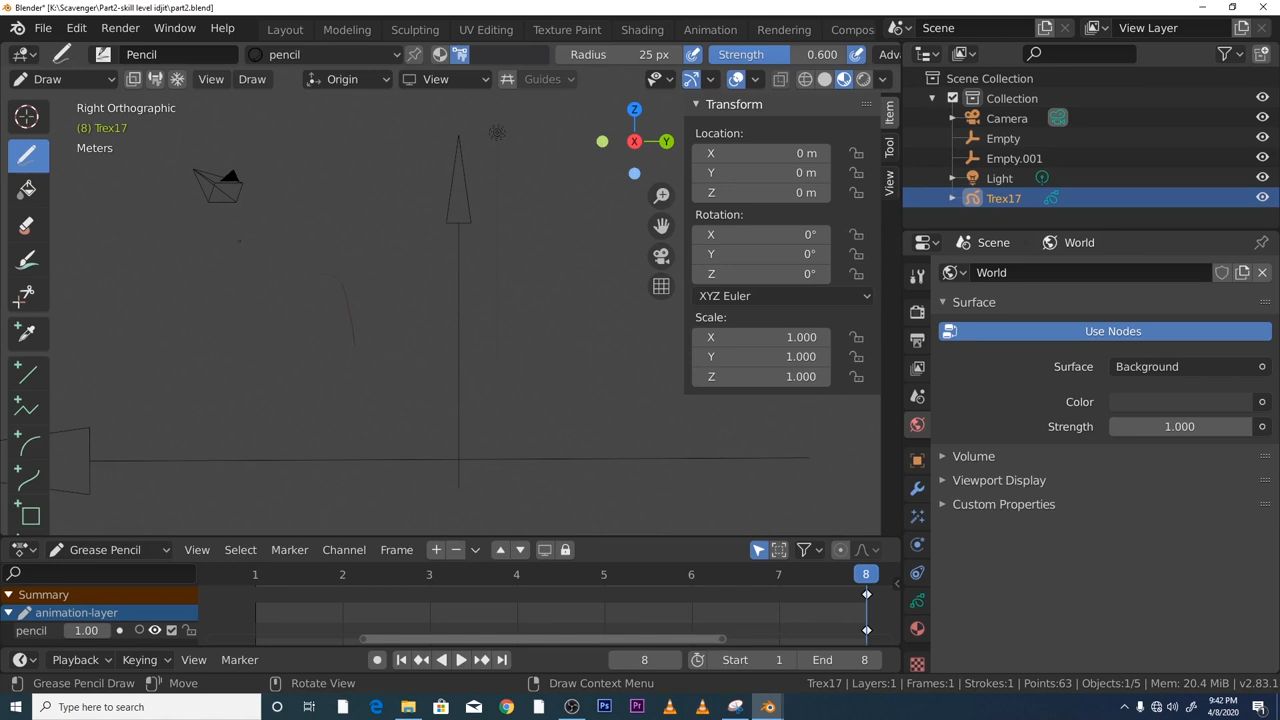 Blender* [K:\Scavenger\Part2-skill level idjit\part2.blend]
File Edit Render Window Help Layout Modeling Sculpting UV Editing Texture Paint Shading Animation Rendering Compos Scene View Layer
Pencil pencil Radius 25 px Strength 0.600 Adv
Draw View Draw Origin View Guides
Right Orthographic
(8) Trex17
Meters
Z
X
Y
Transform
Location:
X 0 m
Y 0 m
Z 0 m
Rotation:
X 0°
Y 0°
Z 0°
XYZ Euler
Scale:
X 1.000
Y 1.000
Z 1.000
Item
Tool
View
Scene Collection
Collection
Camera
Empty
Empty.001
Light
Trex17
Scene World
World
Surface
Use Nodes
Surface Background
Color
Strength 1.000
Volume
Viewport Display
Custom Properties
Grease Pencil View Select Marker Channel Frame
1 2 3 4 5 6 7 8
Summary
animation-layer
pencil 1.00
Playback Keying View Marker 8 Start 1 End 8
Grease Pencil Draw Move Rotate View Draw Context Menu Trex17 | Layers:1 | Frames:1 | Strokes:1 | Points:63 | Objects:1/5 | Mem: 20.4 MiB | v2.83.1
Type here to search
9:42 PM
4/8/2020